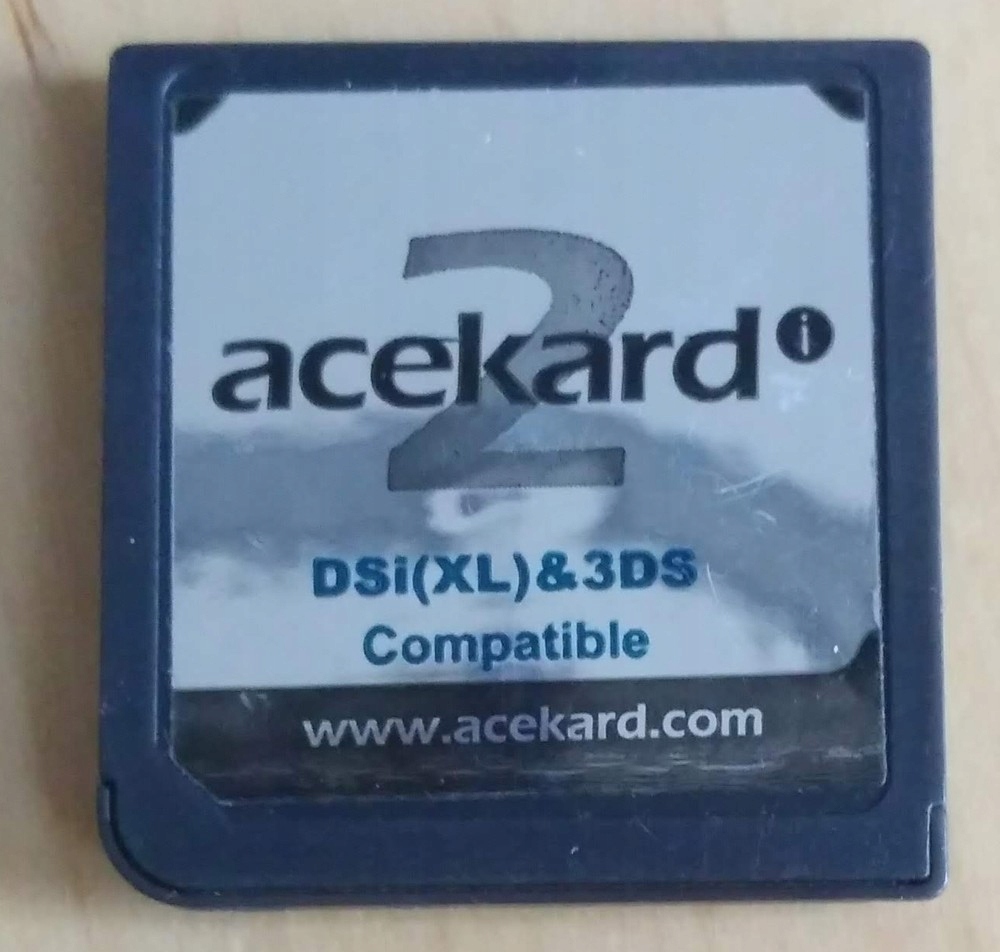 2
acekard i
DSi(XL)&3DS
Compatible
www.acekard.com